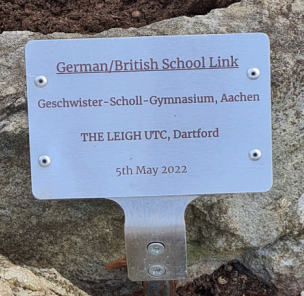 German/British School Link
Geschwister-Scholl-Gymnasium, Aachen
THE LEIGH UTC, Dartford
5th May 2022